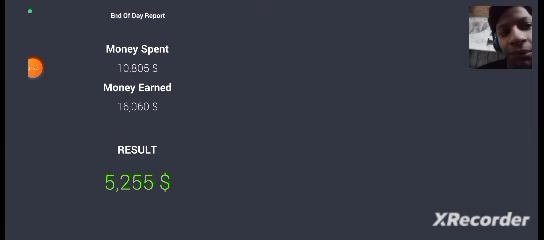 End Of Day Report
Money Spent
10,805 $
Money Earned
16,060 $
RESULT
5,255 $
XRecorder